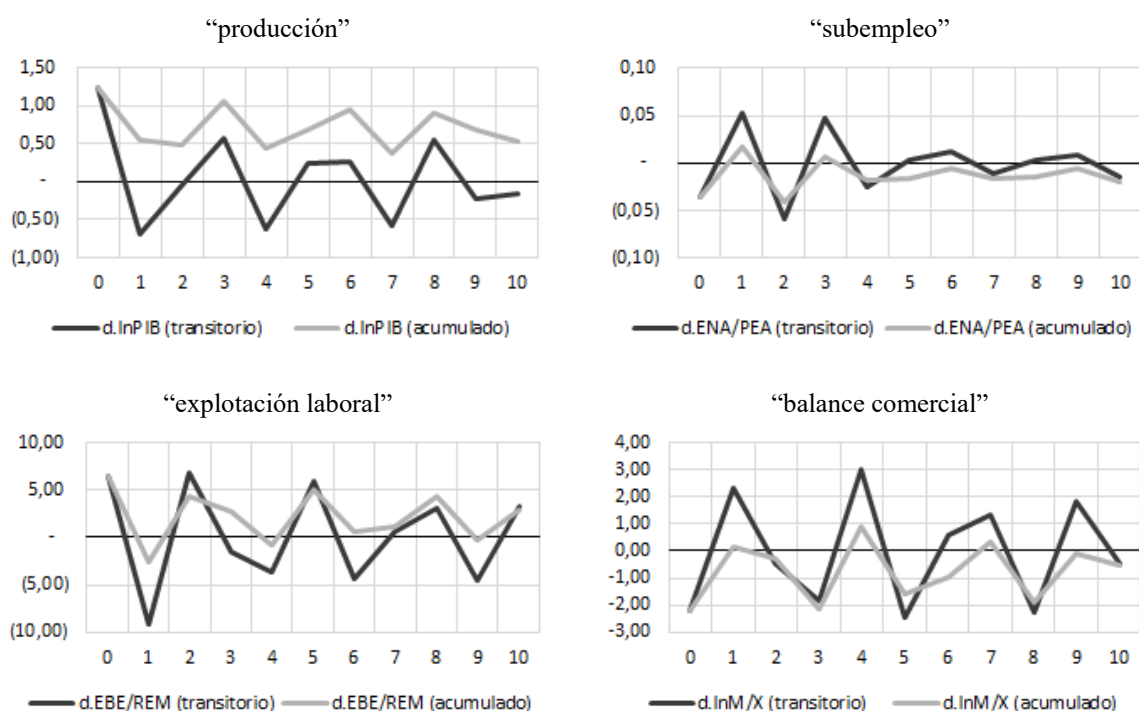 “producción”
1,50
1,00
0,50
-
(0,50)
(1,00)
0 1 2 3 4 5 6 7 8 9 10
d.lnPIB (transitorio) d.lnPIB (acumulado)
“subempleo”
0,10
0,05
-
(0,05)
(0,10)
0 1 2 3 4 5 6 7 8 9 10
d.ENA/PEA (transitorio) d.ENA/PEA (acumulado)
“explotación laboral”
10,00
5,00
-
(5,00)
(10,00)
0 1 2 3 4 5 6 7 8 9 10
d.EBE/REM (transitorio) d.EBE/REM (acumulado)
“balance comercial”
4,00
3,00
2,00
1,00
0,00
-1,00
-2,00
-3,00
0 1 2 3 4 5 6 7 8 9 10
d.lnM/X (transitorio) d.lnM/X (acumulado)